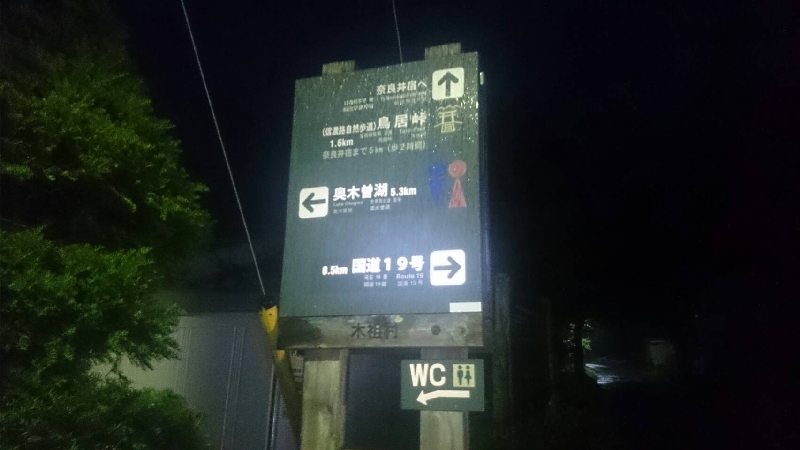 奈良井宿へ
(信濃路自然歩道) 鳥居峠
1.6km
奈良井宿まで5km(歩2時間)
奥木曽湖 5.3km
0.5km 国道19号
Route 19
木祖村
WC